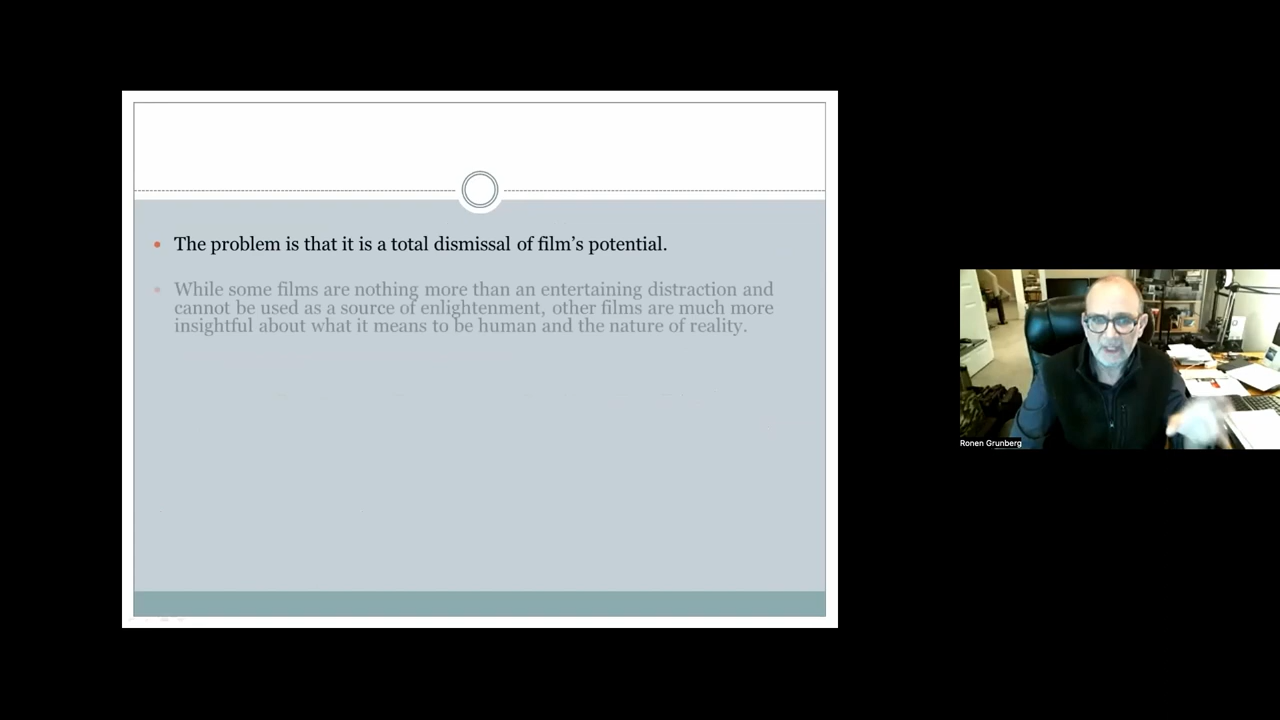 The problem is that it is a total dismissal of film’s potential.
While some films are nothing more than an entertaining distraction and
cannot be used as a source of enlightenment, other films are much more
insightful about what it means to be human and the nature of reality.
Ronen Grunberg